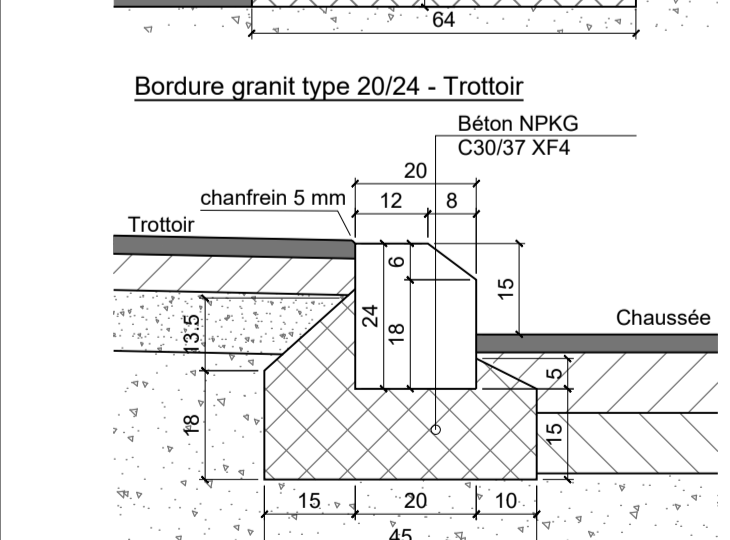 64
Bordure granit type 20/24 - Trottoir
Béton NPKG
C30/37 XF4
20
chanfrein 5 mm
12
8
Trottoir
6
15
24
18
Chaussée
13.5
5
18
15
15
20
10
45